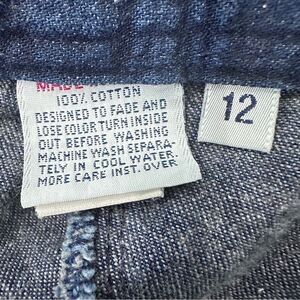 MADE
100% COTTON
DESIGNED TO FADE AND
LOSE COLOR TURN INSIDE
OUT BEFORE WASHING
MACHINE WASH SEPARA-
TELY IN COOL WATER
MORE CARE INST. OVER
12